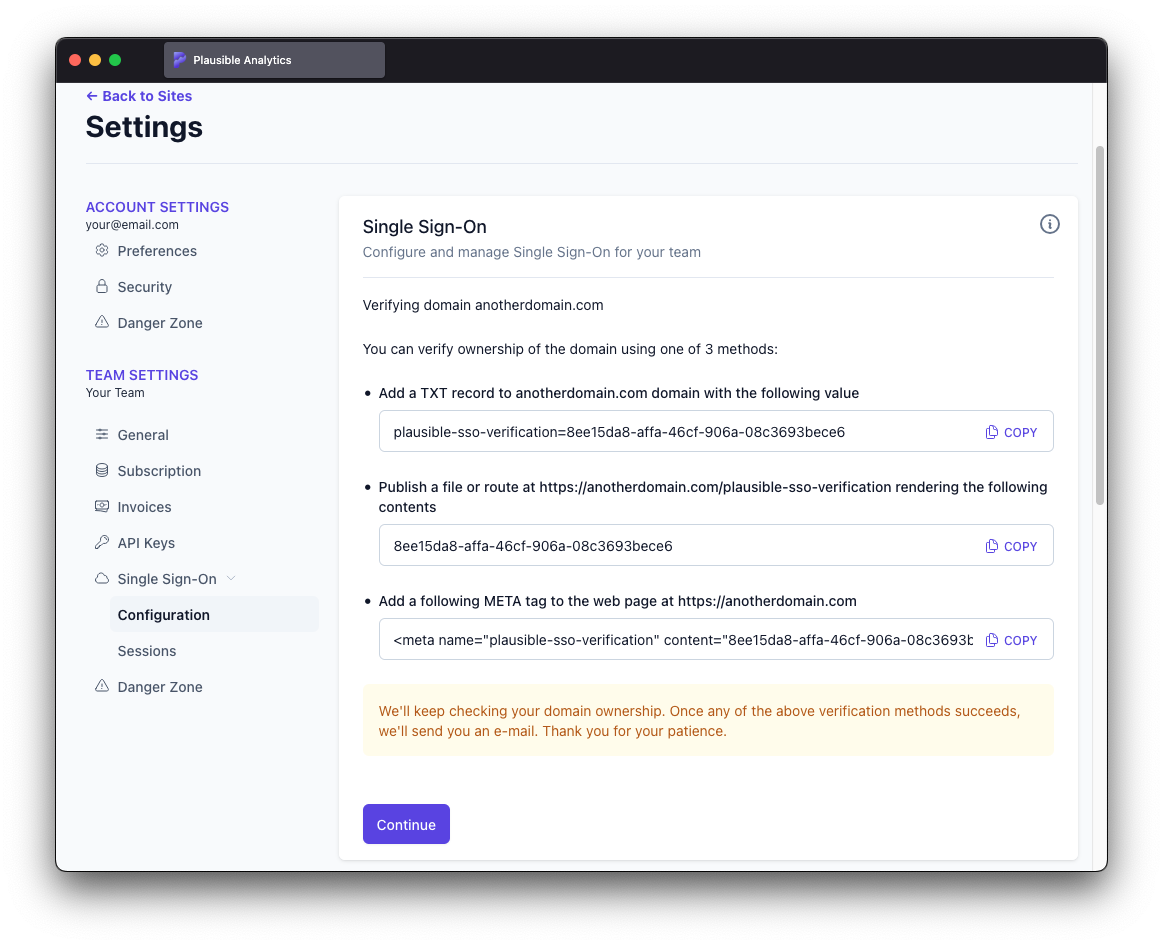 Plausible Analytics
← Back to Sites
Settings
ACCOUNT SETTINGS
your@email.com
Preferences
Security
Danger Zone
TEAM SETTINGS
Your Team
General
Subscription
Invoices
API Keys
Single Sign-On
Configuration
Sessions
Danger Zone
Single Sign-On
Configure and manage Single Sign-On for your team
Verifying domain anotherdomain.com
You can verify ownership of the domain using one of 3 methods:
• Add a TXT record to anotherdomain.com domain with the following value
plausible-sso-verification=8ee15da8-affa-46cf-906a-08c3693bece6 COPY
• Publish a file or route at https://anotherdomain.com/plausible-sso-verification rendering the following
contents
8ee15da8-affa-46cf-906a-08c3693bece6 COPY
• Add a following META tag to the web page at https://anotherdomain.com
<meta name="plausible-sso-verification" content="8ee15da8-affa-46cf-906a-08c3693b COPY
We'll keep checking your domain ownership. Once any of the above verification methods succeeds,
we'll send you an e-mail. Thank you for your patience.
Continue